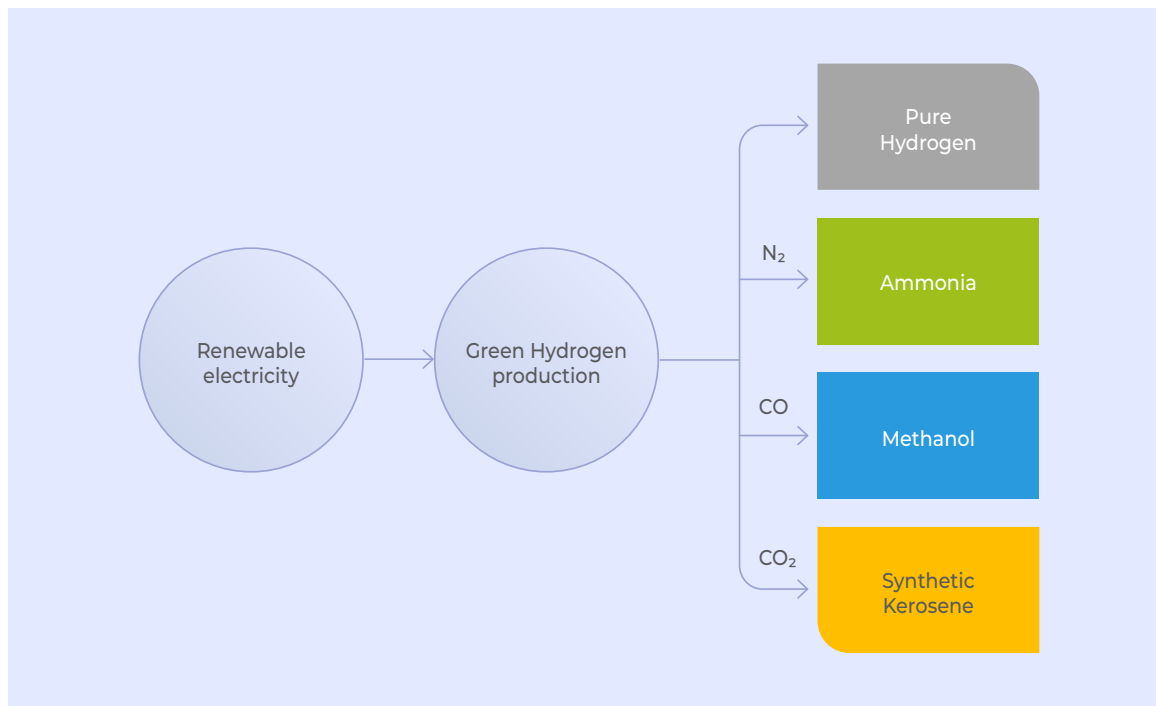 Renewable
electricity
Green Hydrogen
production
Pure
Hydrogen
N₂
Ammonia
CO
Methanol
CO₂
Synthetic
Kerosene